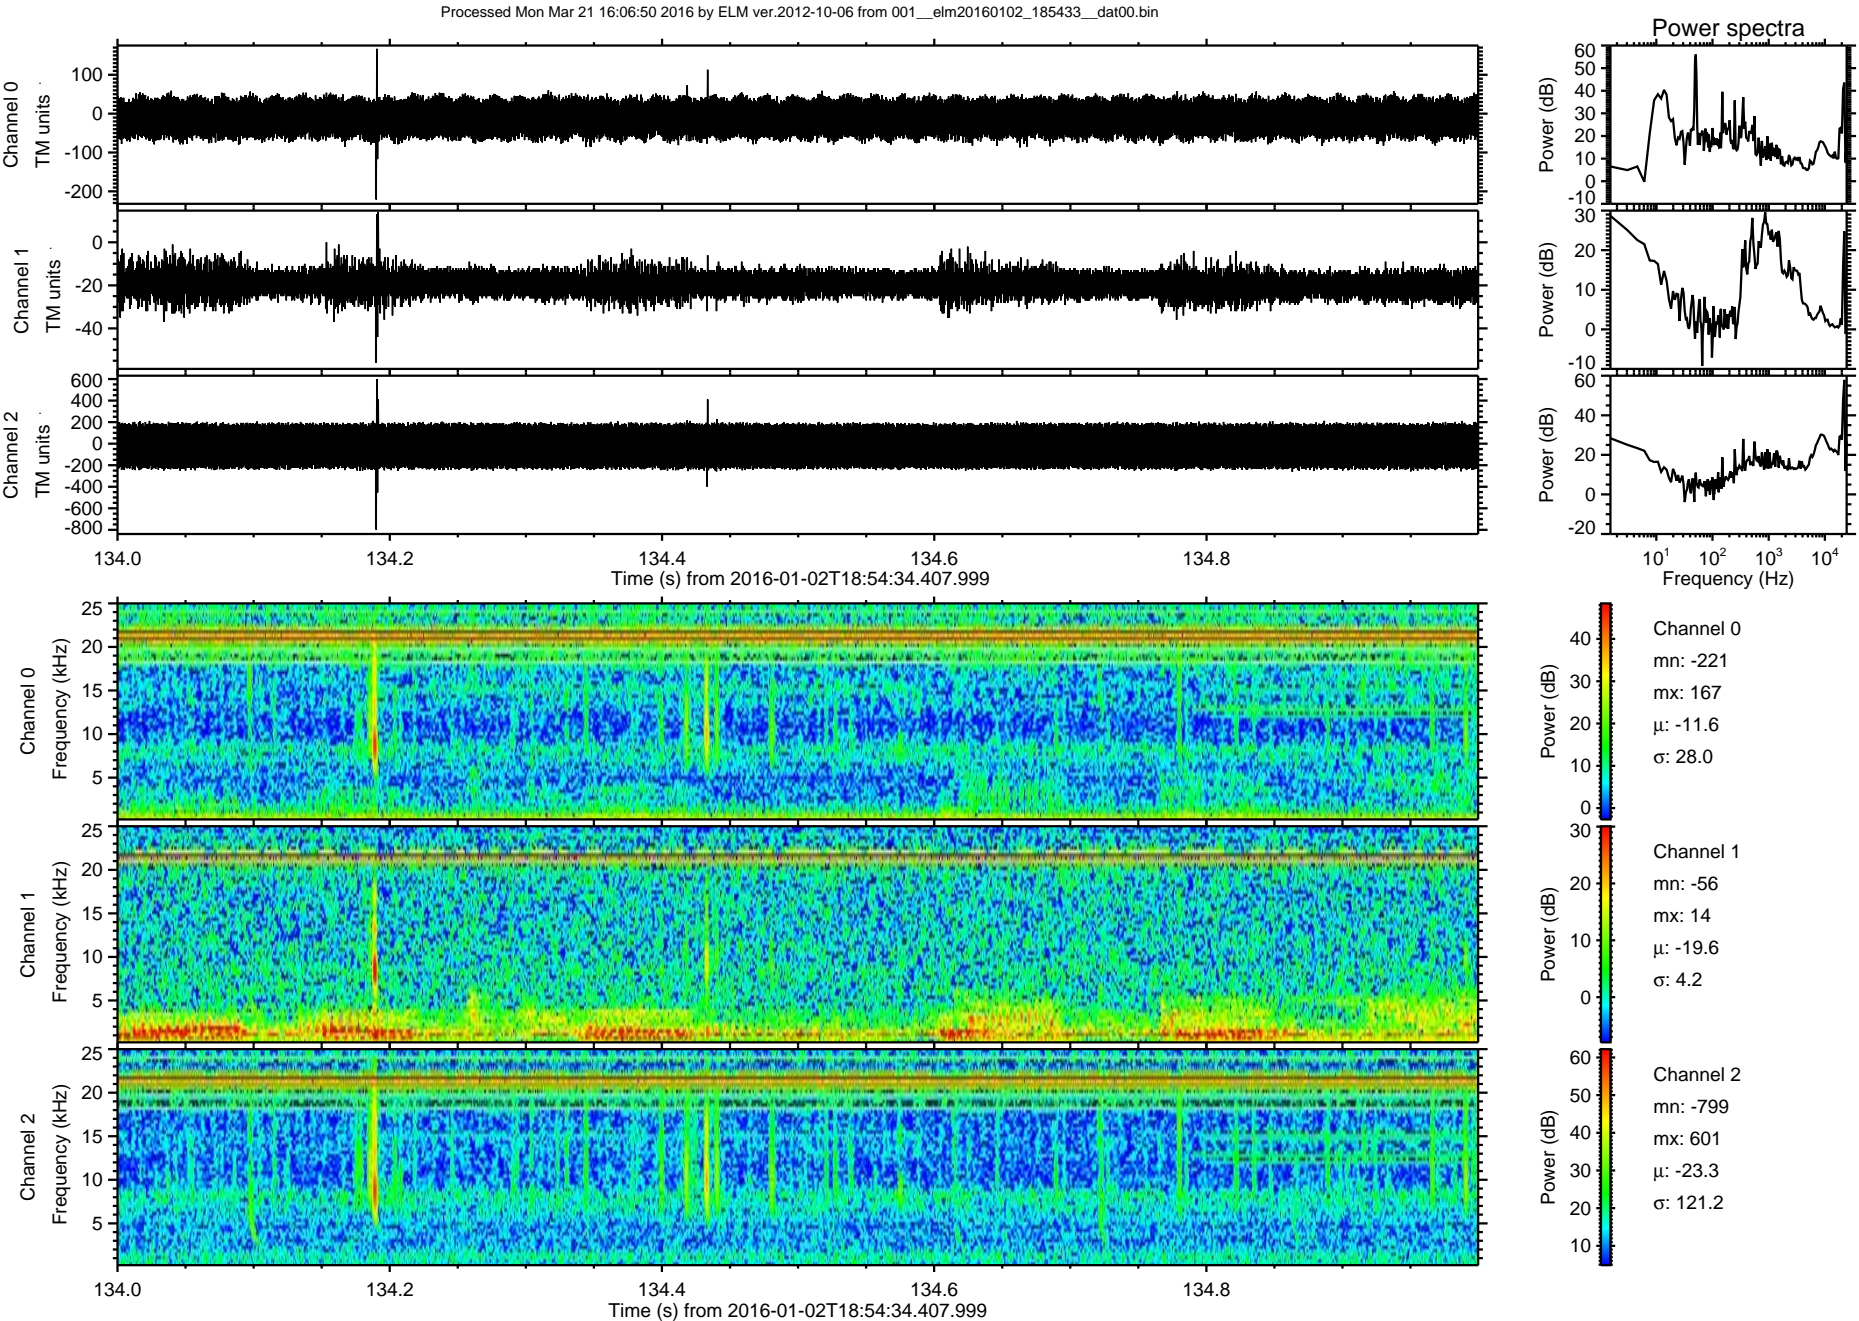 Processed Mon Mar 21 16:06:50 2016 by ELM ver.2012-10-06 from 001__elm20160102_185433__dat00.bin
Power spectra
Channel 0
TM units
100
0
-100
-200
Power (dB)
60
50
40
30
20
10
0
-10
Channel 1
TM units
0
-20
-40
Power (dB)
30
20
10
0
-10
Channel 2
TM units
600
400
200
0
-200
-400
-600
-800
Power (dB)
60
40
20
0
-20
134.0 134.2 134.4 134.6 134.8
Time (s) from 2016-01-02T18:54:34.407.999
10^1 10^2 10^3 10^4
Frequency (Hz)
Channel 0
Frequency (kHz)
25
20
15
10
5
Power (dB)
40
30
20
10
0
Channel 0
mn: -221
mx: 167
μ: -11.6
σ: 28.0
Channel 1
Frequency (kHz)
25
20
15
10
5
Power (dB)
30
20
10
0
Channel 1
mn: -56
mx: 14
μ: -19.6
σ: 4.2
Channel 2
Frequency (kHz)
25
20
15
10
5
Power (dB)
60
50
40
30
20
10
Channel 2
mn: -799
mx: 601
μ: -23.3
σ: 121.2
134.0 134.2 134.4 134.6 134.8
Time (s) from 2016-01-02T18:54:34.407.999